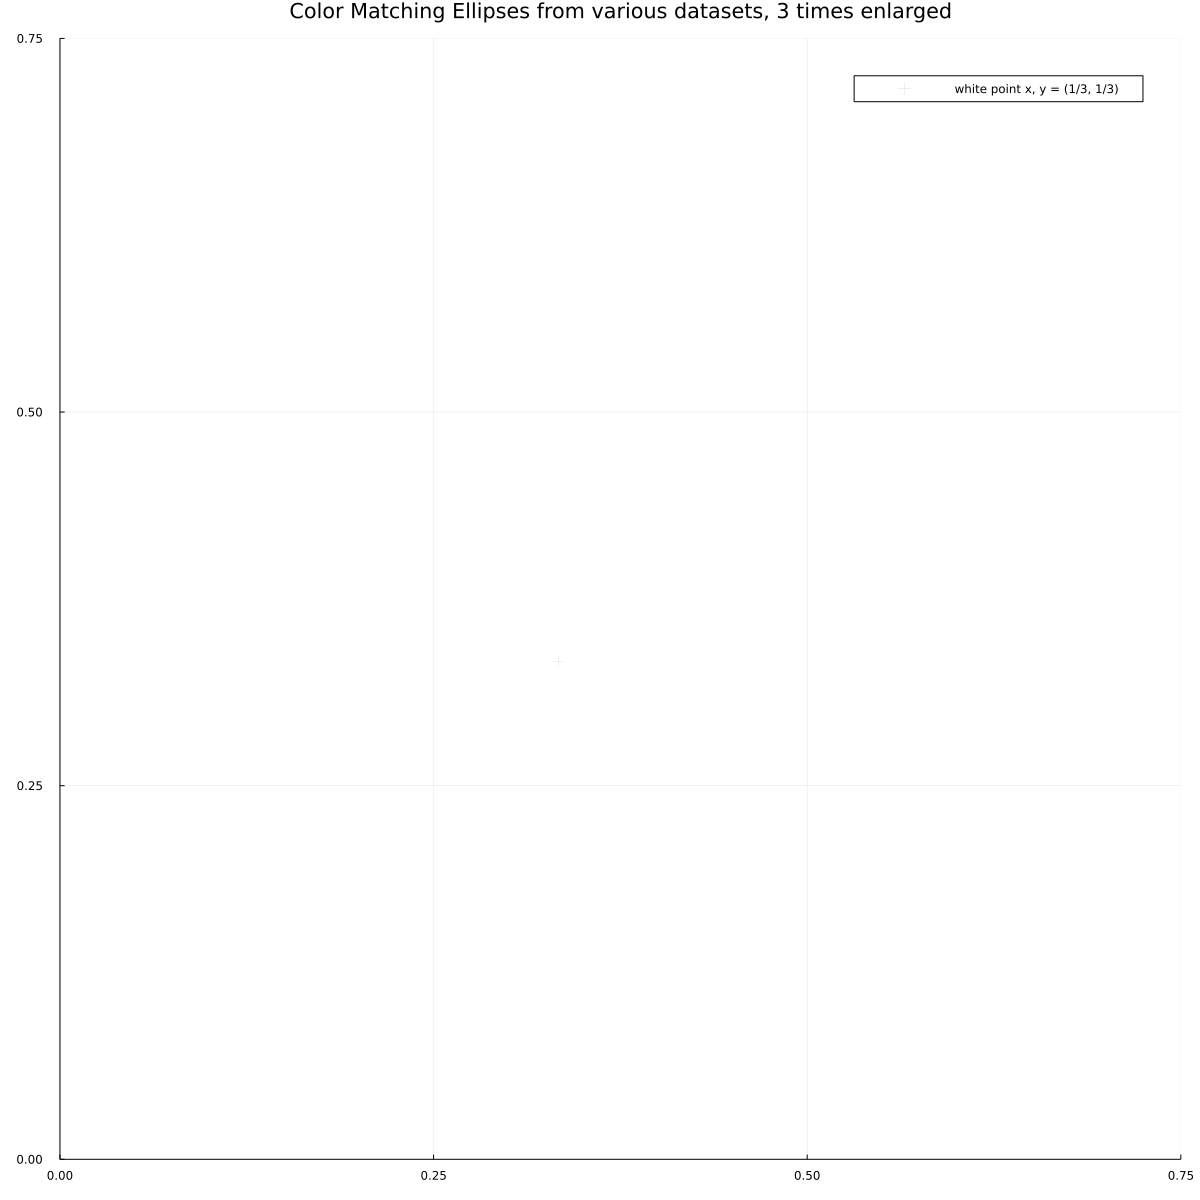 Color Matching Ellipses from various datasets, 3 times enlarged
0.75
white point x, y = (1/3, 1/3)
0.50
0.25
0.00
0.00 0.25 0.50 0.75